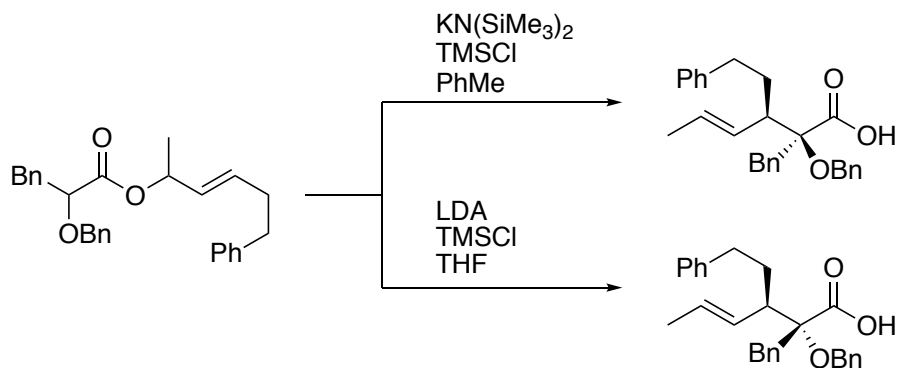 KN(SiMe3)2
TMSCl
PhMe
Ph
O
OH
Bn
OBn
O
Bn
O
OBn
Ph
LDA
TMSCl
THF
Ph
O
OH
Bn
OBn